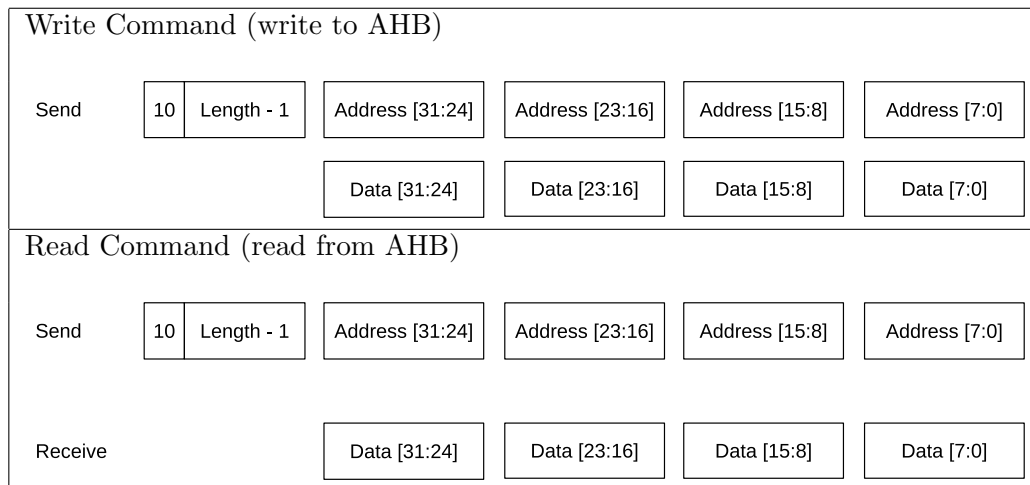 Write Command (write to AHB)
Send 10 Length - 1 Address [31:24] Address [23:16] Address [15:8] Address [7:0]
Data [31:24] Data [23:16] Data [15:8] Data [7:0]
Read Command (read from AHB)
Send 10 Length - 1 Address [31:24] Address [23:16] Address [15:8] Address [7:0]
Receive Data [31:24] Data [23:16] Data [15:8] Data [7:0]